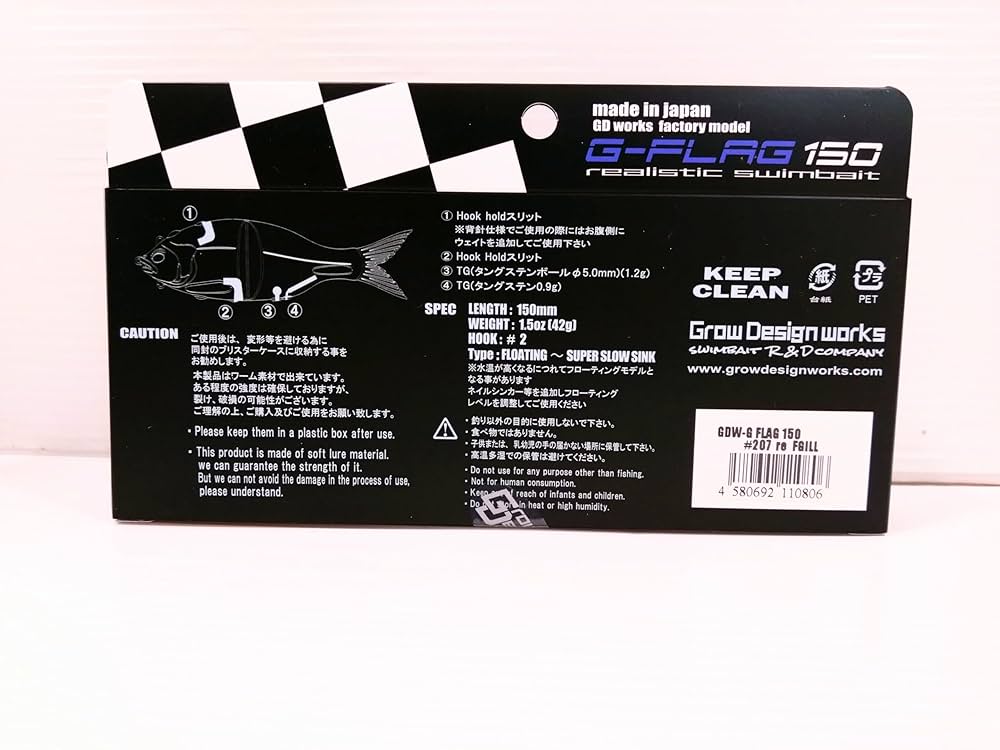 made in japan
GD works factory model
G-FLAG 150
realistic swimbait
①
②
③
④
① Hook holdスリット
※背針仕様でご使用の際にはお腹側に
ウェイトを追加してご使用下さい
② Hook Holdスリット
③ TG(タングステンボールφ5.0mm)(1.2g)
④ TG(タングステン0.9g)
SPEC
LENGTH : 150mm
WEIGHT : 1.5oz (42g)
HOOK : # 2
Type : FLOATING ～ SUPER SLOW SINK
※水温が高くなるにつれてフローティングモデルと
なる事があります
ネイルシンカー等を追加しフローティング
レベルを調整してご使用ください
CAUTION
ご使用後は、変形等を避ける為に
同封のブリスターケースに収納する事を
お勧めします。
本製品はワーム素材で出来ています。
ある程度の強度は確保しておりますが、
裂け、破損の可能性がございます。
ご理解の上、ご購入及びご使用をお願い致します。
・Please keep them in a plastic box after use.
・This product is made of soft lure material.
we can guarantee the strength of it.
But we can not avoid the damage in the process of use,
please understand.
・釣り以外の目的に使用しないで下さい。
・食べ物ではありません。
・子供または、乳幼児の手の届かない場所に保管して下さい。
・高温多湿での保管は避けてください。
・Do not use for any purpose other than fishing.
・Not for human consumption.
・Keep out of reach of infants and children.
・Do not store in heat or high humidity.
KEEP
CLEAN
紙
台紙
プラ
PET
Grow Design works
SWIMBAIT R&D COMPANY
www.growdesignworks.com
GDW-G FLAG 150
#207 re FGILL
4 580692 110806